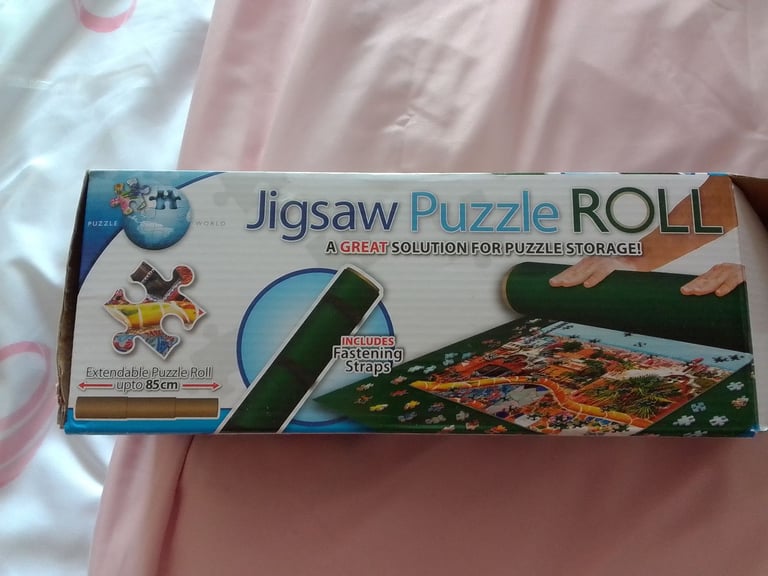 PUZZLE WORLD
Jigsaw Puzzle ROLL
A GREAT SOLUTION FOR PUZZLE STORAGE!
INCLUDES
Fastening
Straps
Extendable Puzzle Roll
upto 85cm